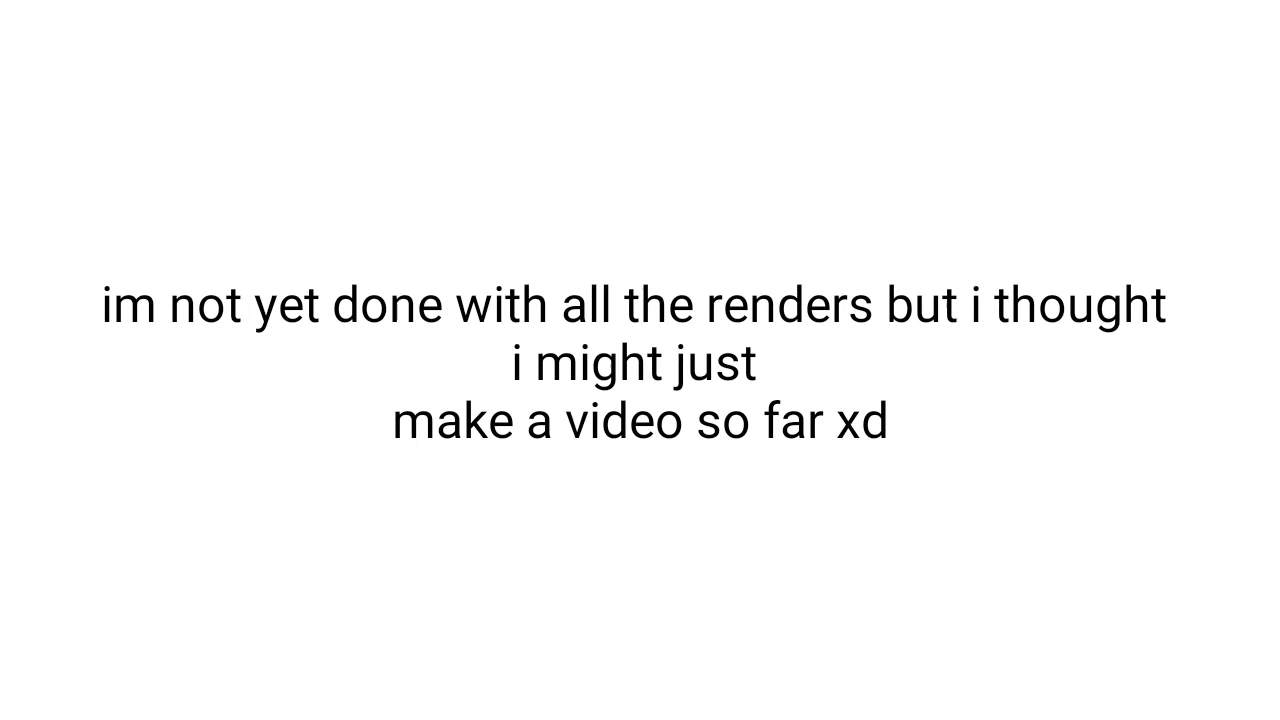 im not yet done with all the renders but i thought
i might just
make a video so far xd